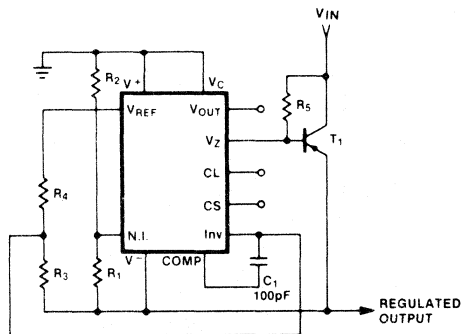 VIN
R2
V+
VC
VREF
VOUT
R5
VZ
T1
R4
CL
CS
N.I.
Inv
R3
R1
V−
COMP
C1
100pF
REGULATED
OUTPUT